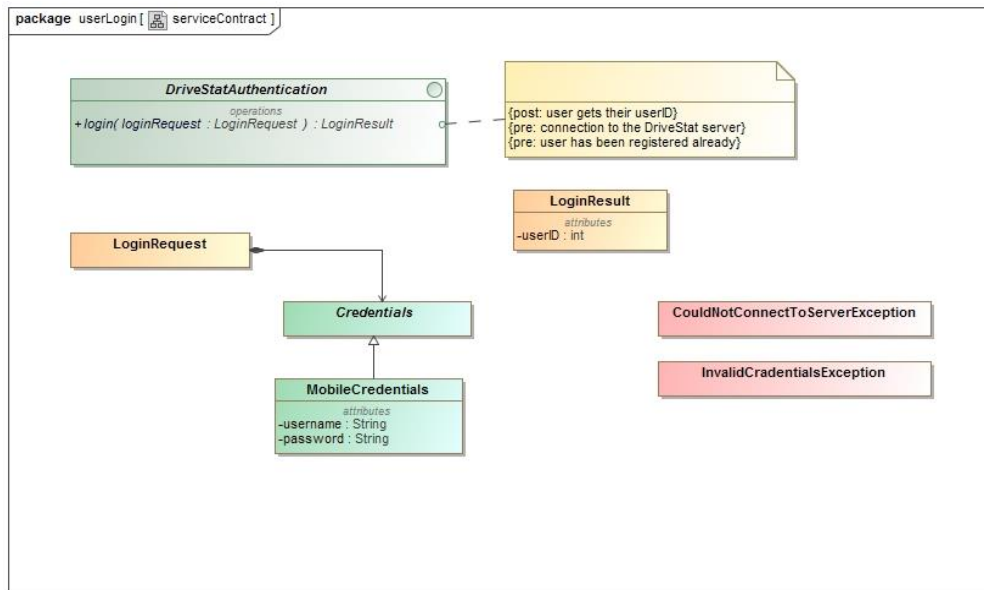 package userLogin [ serviceContract ]
DriveStatAuthentication
operations
+login( loginRequest : LoginRequest ) : LoginResult
{post: user gets their userID}
{pre: connection to the DriveStat server}
{pre: user has been registered already}
LoginResult
attributes
-userID : int
LoginRequest
Credentials
CouldNotConnectToServerException
InvalidCradentialsException
MobileCredentials
attributes
-username : String
-password : String